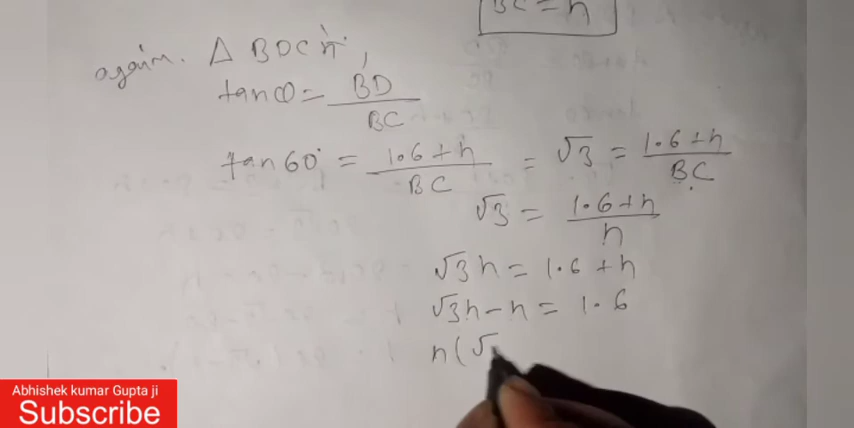 BC = h
again. Δ BDC में,
tanθ = BD / BC
tan60° = 1.6+h / BC = √3 = 1.6+h / BC
√3 = 1.6+h / h
√3h = 1.6+h
√3h-h = 1.6
h(√
Abhishek kumar Gupta ji
Subscribe